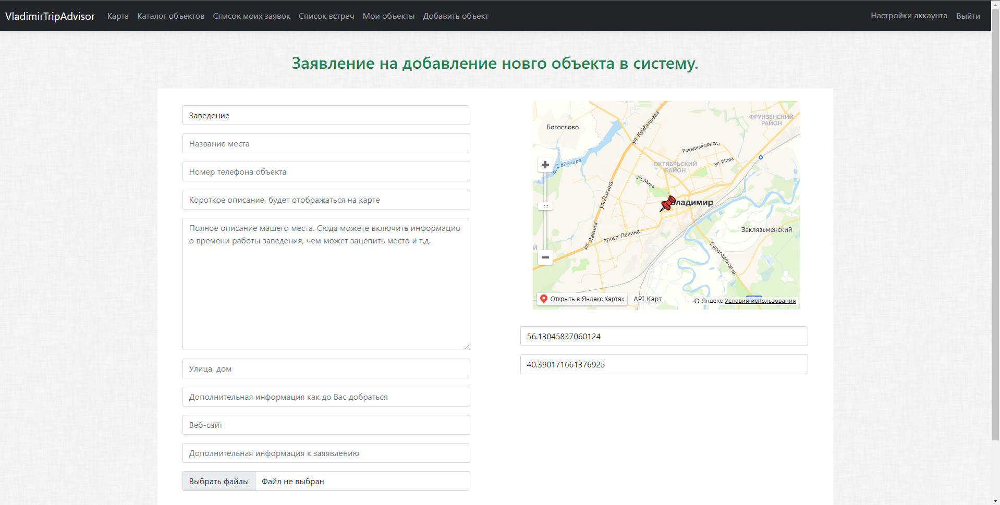 VladimirTripAdvisor Карта Каталог объектов Список моих заявок Список встреч Мои объекты Добавить объект Настройки аккаунта Выйти
Заявление на добавление новго объекта в систему.
Заведение
Название места
Номер телефона объекта
Короткое описание, будет отображаться на карте
Полное описание машего места. Сюда можете включить информацио
о времени работы заведения, чем может зацепить место и т.д.
Улица, дом
Дополнительная информация как до Вас добраться
Веб-сайт
Дополнительная информация к заяявлению
Выбрать файлы Файл не выбран
Богослово
ул. Куйбышева
ФРУНЗЕНСКИЙ
РАЙОН
Рокадная дорога
р. Содышка
ОКТЯБРЬСКИЙ
РАЙОН
ул. Мира
ул. Мира
ул. Лакина
Владимир
Заклязьменский
ул. Лакина
просп. Ленина
Судогодское ш.
Открыть в Яндекс.Картах API Карт © Яндекс Условия использования
56.13045837060124
40.390171661376925